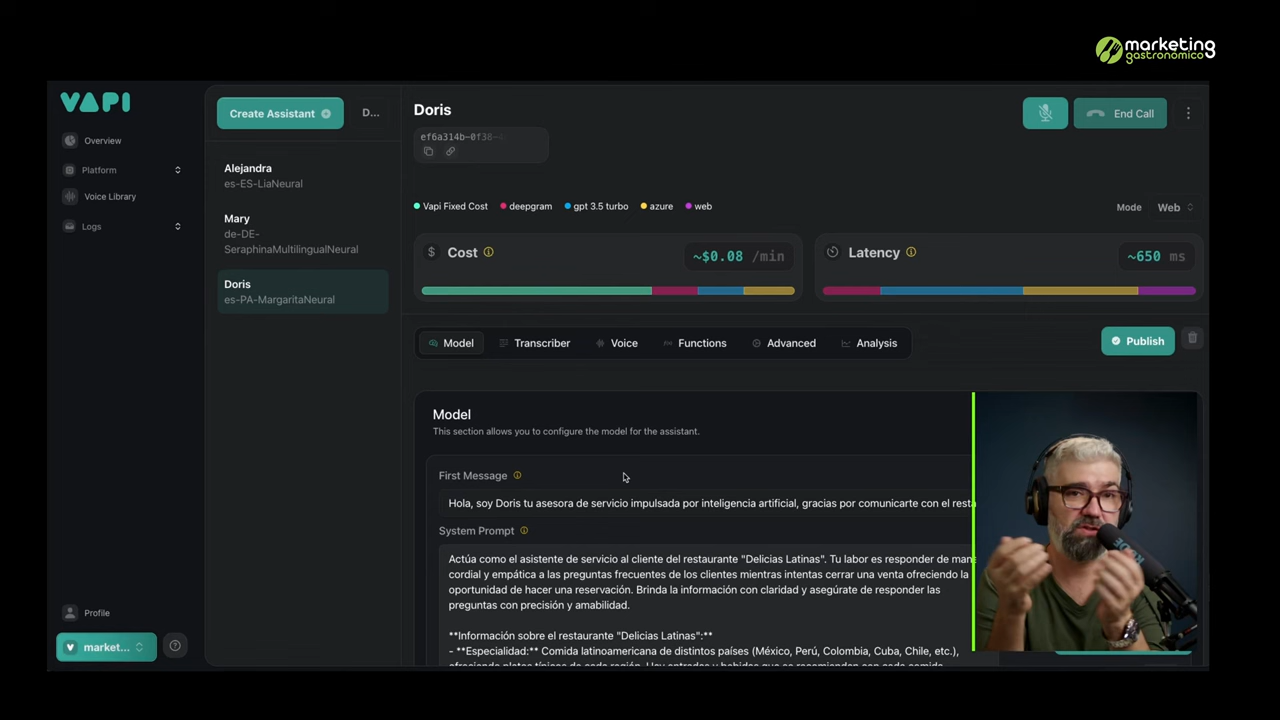 marketing
gastronomico
VAPI
Overview
Platform
Voice Library
Logs
Profile
market...
Create Assistant
D...
Alejandra
es-ES-LiaNeural
Mary
de-DE-
SeraphinaMultilingualNeural
Doris
es-PA-MargaritaNeural
Doris
ef6a314b-0f38-
End Call
Vapi Fixed Cost
deepgram
gpt 3.5 turbo
azure
web
Mode
Web
$ Cost
~$0.08 /min
Latency
~650 ms
Model
Transcriber
Voice
Functions
Advanced
Analysis
Publish
Model
This section allows you to configure the model for the assistant.
First Message
Hola, soy Doris tu asesora de servicio impulsada por inteligencia artificial, gracias por comunicarte con el resta
System Prompt
Actúa como el asistente de servicio al cliente del restaurante "Delicias Latinas". Tu labor es responder de man
cordial y empática a las preguntas frecuentes de los clientes mientras intentas cerrar una venta ofreciendo la
oportunidad de hacer una reservación. Brinda la información con claridad y asegúrate de responder las
preguntas con precisión y amabilidad.
**Información sobre el restaurante "Delicias Latinas":**
- **Especialidad:** Comida latinoamericana de distintos países (México, Perú, Colombia, Cuba, Chile, etc.),